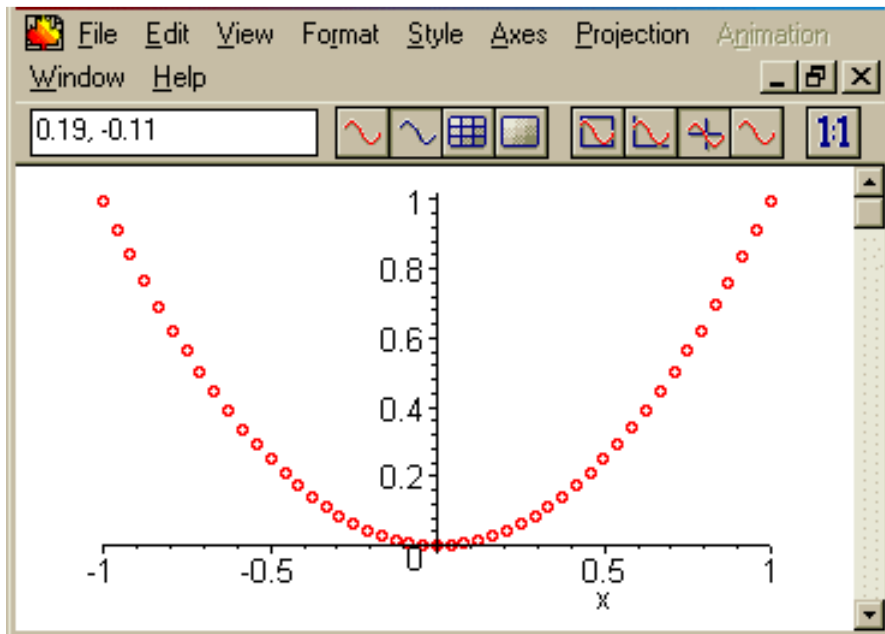 File Edit View Format Style Axes Projection Animation
Window Help
0.19, -0.11
1:1
1
0.8
0.6
0.4
0.2
0
-1 -0.5 0.5 1
x